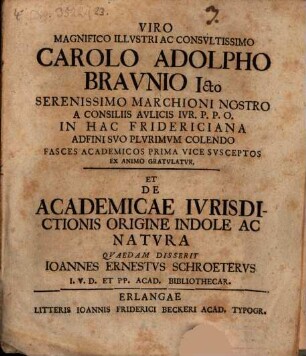 7.
VIRO
MAGNIFICO ILLVSTRI AC CONSVLTISSIMO
CAROLO ADOLPHO
BRAVNIO Icto
SERENISSIMO MARCHIONI NOSTRO
A CONSILIIS AVLICIS IVR. P. P. O.
IN HAC FRIDERICIANA
ADFINI SVO PLVRIMVM COLENDO
FASCES ACADEMICOS PRIMA VICE SVSCEPTOS
EX ANIMO GRATVLATVR,
ET
DE
ACADEMICAE IVRISDI-
CTIONIS ORIGINE INDOLE AC
NATVRA
QVAEDAM DISSERIT
IOANNES ERNESTVS SCHROETERVS
I. V. D. ET PP. ACAD. BIBLIOTHECAR.
ERLANGAE
LITTERIS IOANNIS FRIDERICI BECKERI ACAD. TYPOGR.